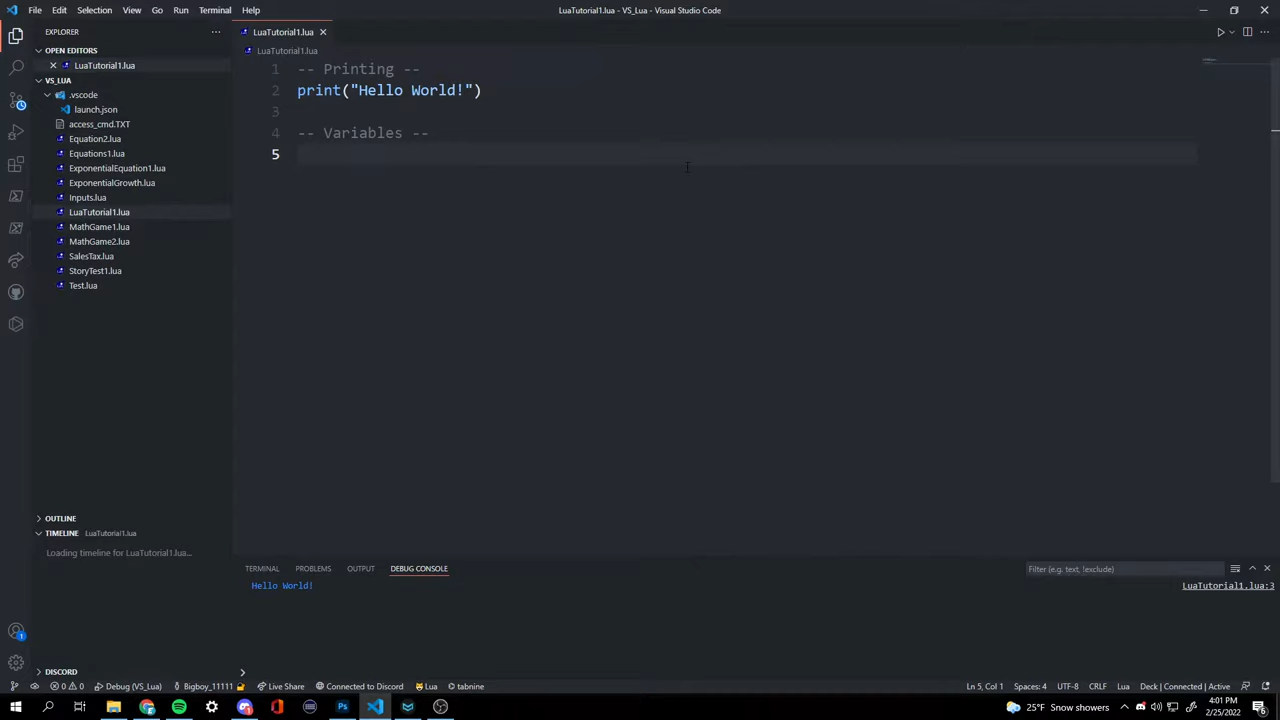 File Edit Selection View Go Run Terminal Help
LuaTutorial1.lua - VS_Lua - Visual Studio Code
EXPLORER
OPEN EDITORS
LuaTutorial1.lua
VS_LUA
.vscode
launch.json
access_cmd.TXT
Equation2.lua
Equations1.lua
ExponentialEquation1.lua
ExponentialGrowth.lua
Inputs.lua
LuaTutorial1.lua
MathGame1.lua
MathGame2.lua
SalesTax.lua
StoryTest1.lua
Test.lua
OUTLINE
TIMELINE LuaTutorial1.lua
Loading timeline for LuaTutorial1.lua...
DISCORD
LuaTutorial1.lua
LuaTutorial1.lua
1 -- Printing --
2 print("Hello World!")
3
4 -- Variables --
5
TERMINAL PROBLEMS OUTPUT DEBUG CONSOLE
Filter (e.g. text, !exclude)
Hello World!
LuaTutorial1.lua:3
1
0 0 Debug (VS_Lua) Bigboy_11111 Live Share Connected to Discord Lua tabnine
Ln 5, Col 1 Spaces: 4 UTF-8 CRLF Lua Deck | Connected | Active
25°F Snow showers
4:01 PM
2/25/2022
6